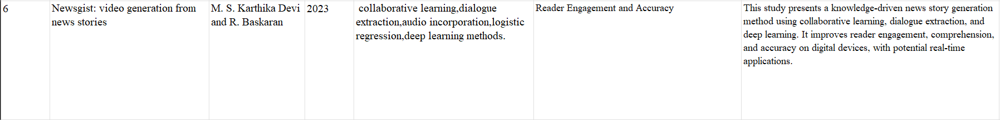 6
Newsgist: video generation from
news stories
M. S. Karthika Devi
and R. Baskaran
2023
collaborative learning,dialogue
extraction,audio incorporation,logistic
regression,deep learning methods.
Reader Engagement and Accuracy
This study presents a knowledge-driven news story generation
method using collaborative learning, dialogue extraction, and
deep learning. It improves reader engagement, comprehension,
and accuracy on digital devices, with potential real-time
applications.